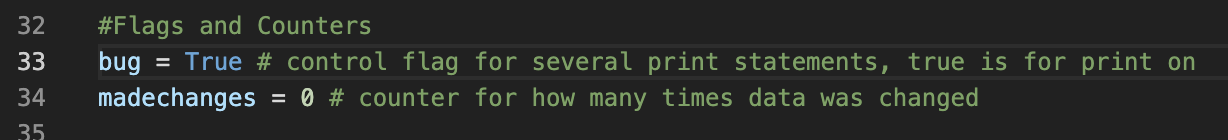 32 #Flags and Counters
33 bug = True # control flag for several print statements, true is for print on
34 madechanges = 0 # counter for how many times data was changed
35